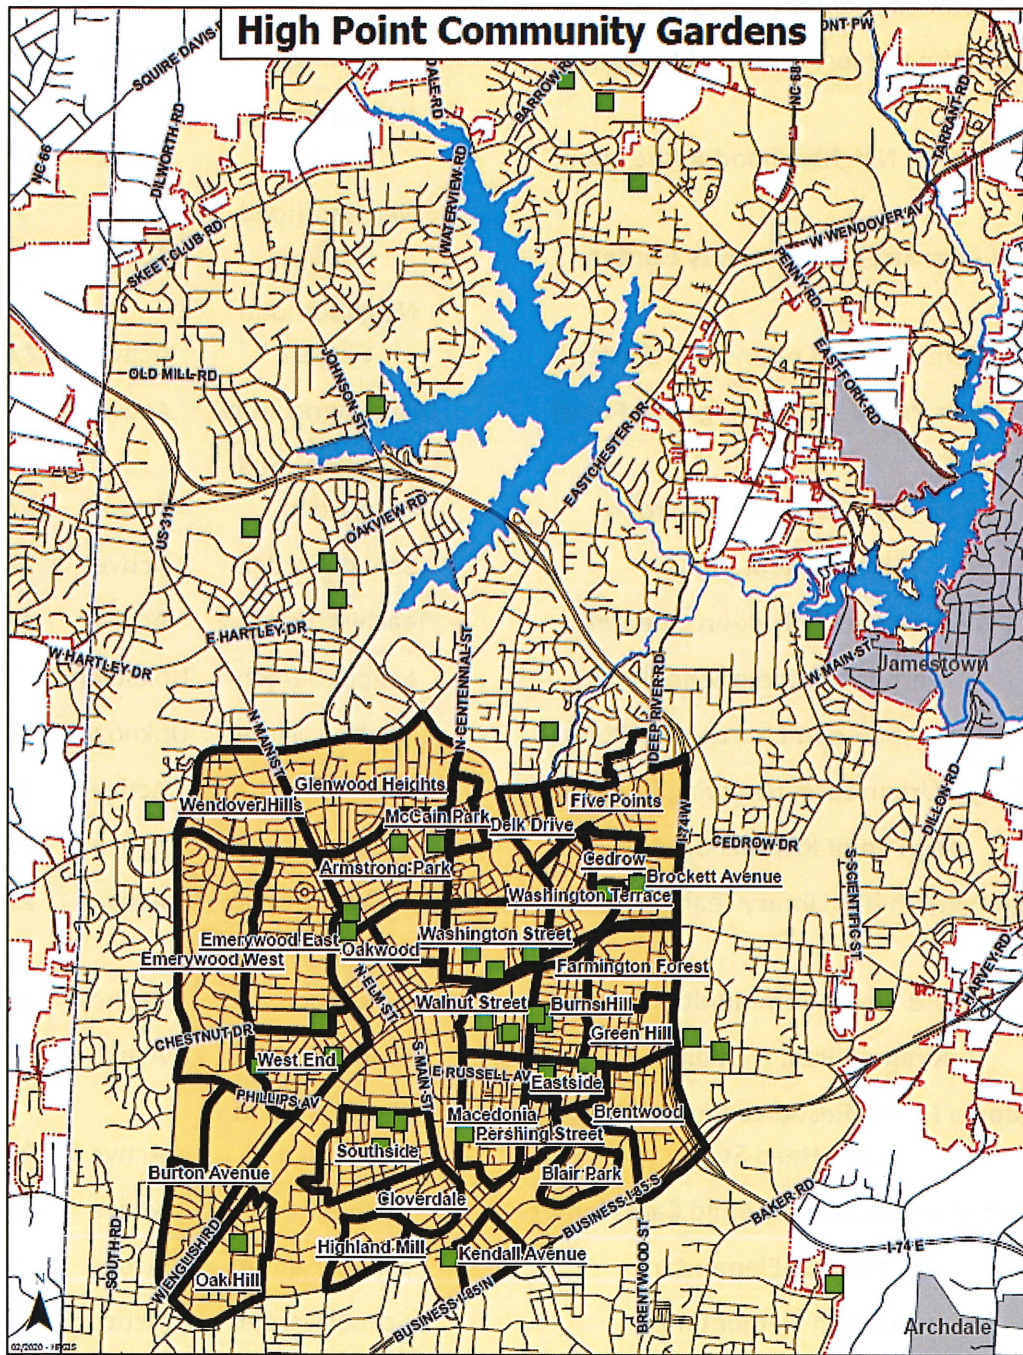 High Point Community Gardens
SQUIRE DAVIS
DALE RD
BARROW RD
ONT PW
NC 68
TARRANT RD
NC-66
DILWORTH RD
WATERVIEW RD
W WENDOVER AV
SKEET CLUB RD
PENNY RD
OLD MILL RD
JOHNSON ST
EAST FORK RD
EASTCHESTER DR
US-311
OAKVIEW RD
E HARTLEY DR
W HARTLEY DR
N CENTENNIAL ST
DEEP RIVER RD
W MAIN ST
Jamestown
N MAIN ST
Glenwood Heights
Wendover Hills
McCain Park
Delk Drive
Five Points
I-74 W
CEDROW DR
DILLON RD
Armstrong Park
Cedrow
Brockett Avenue
Washington Terrace
S SCIENTIFIC ST
Emerywood East
Oakwood
Washington Street
Emerywood West
Farmington Forest
HARVEY RD
N ELM ST
Walnut Street
Burns Hill
Green Hill
CHESTNUT DR
West End
S MAIN ST
E RUSSELL AV
Eastside
PHILLIPS AV
Macedonia
Brentwood
Pershing Street
Southside
Burton Avenue
Blair Park
Cloverdale
BUSINESS I-85 S
BAKER RD
SOUTH RD
W ENGLISH RD
Highland Mill
Kendall Avenue
BRENTWOOD ST
I-74 E
Oak Hill
N
BUSINESS I-85 N
Archdale